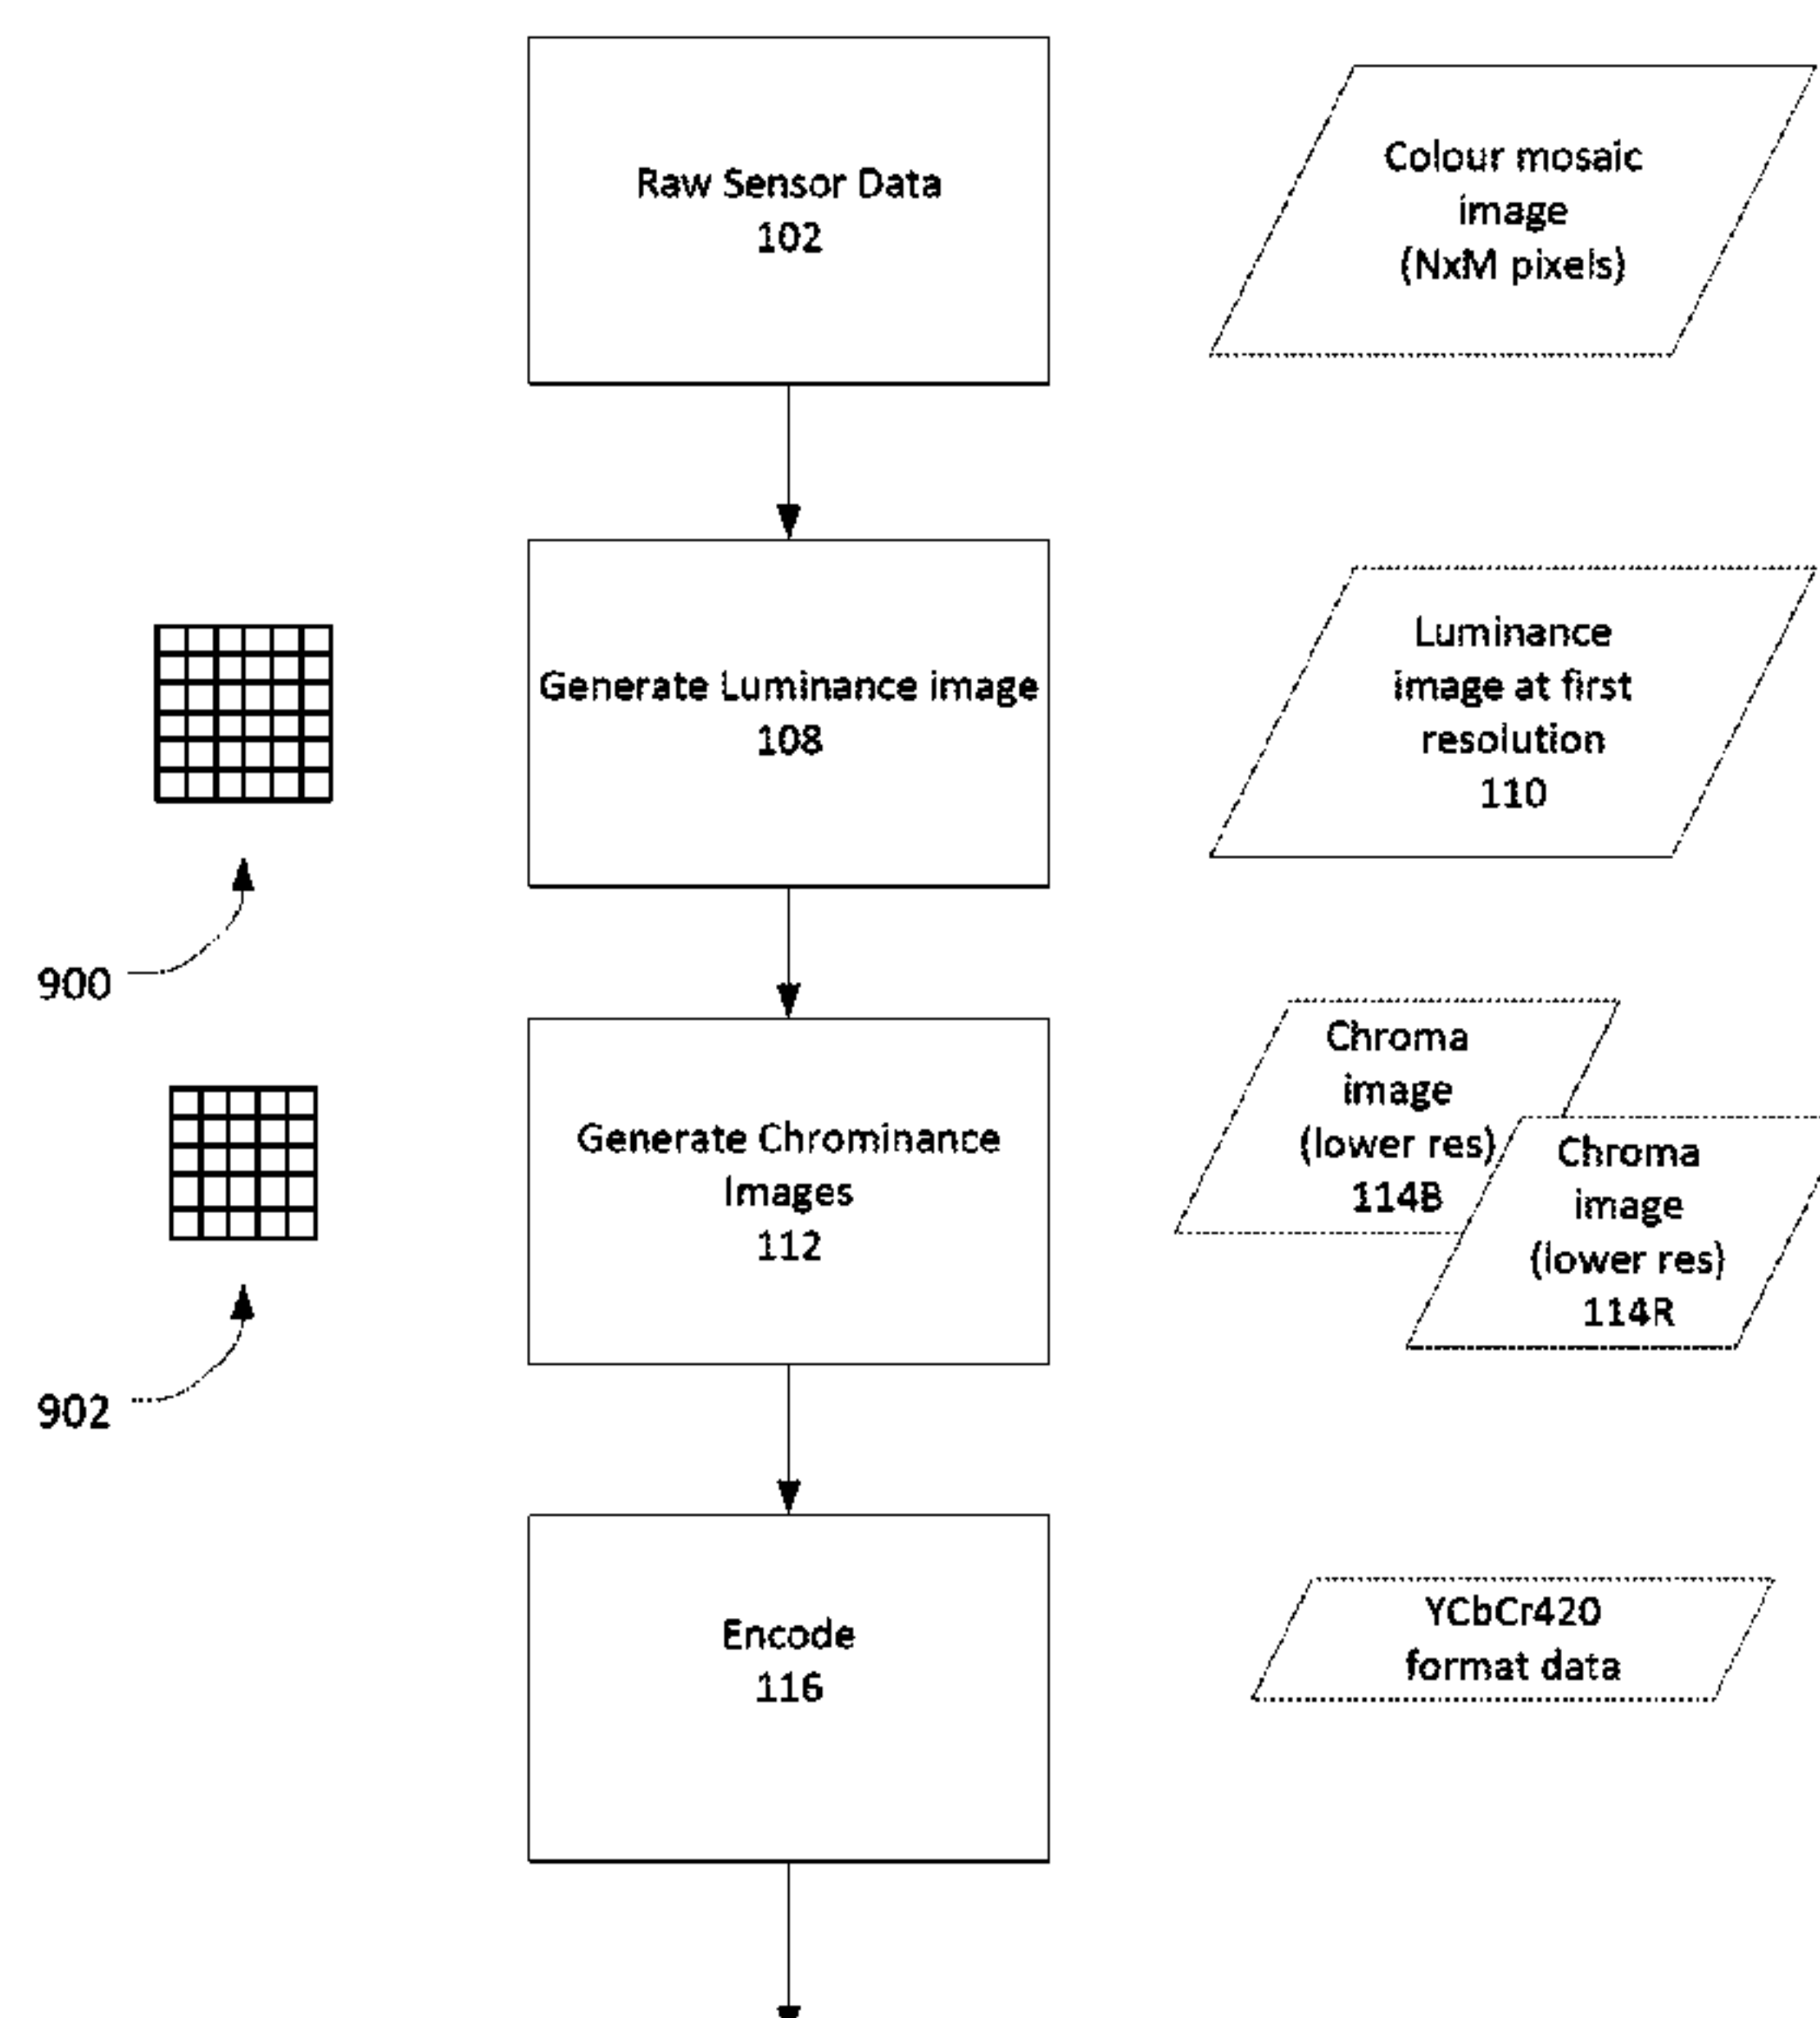 Raw Sensor Data
102
Colour mosaic
image
(NxM pixels)
Generate Luminance image
108
Luminance
image at first
resolution
110
900
Generate Chrominance
Images
112
Chroma
image
(lower res)
114B
Chroma
image
(lower res)
114R
902
Encode
116
YCbCr420
format data